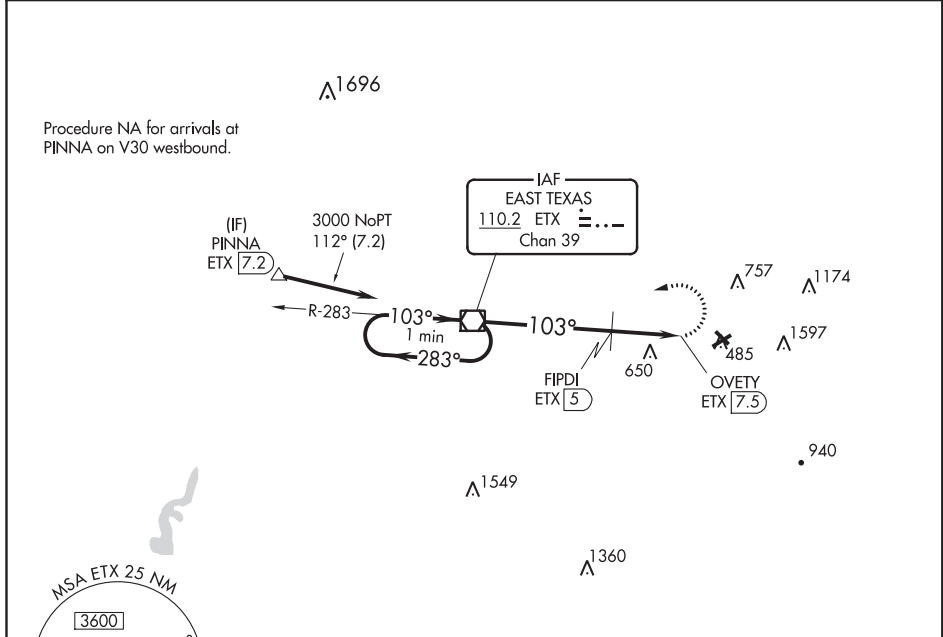 1696
Procedure NA for arrivals at
PINNA on V30 westbound.
IAF
EAST TEXAS
110.2 ETX
Chan 39
(IF)
PINNA
ETX 7.2
3000 NoPT
112° (7.2)
R-283
103°
1 min
283°
103°
757
1174
1597
485
650
FIPDI
ETX 5
OVETY
ETX 7.5
940
1549
1360
MSA ETX 25 NM
3600